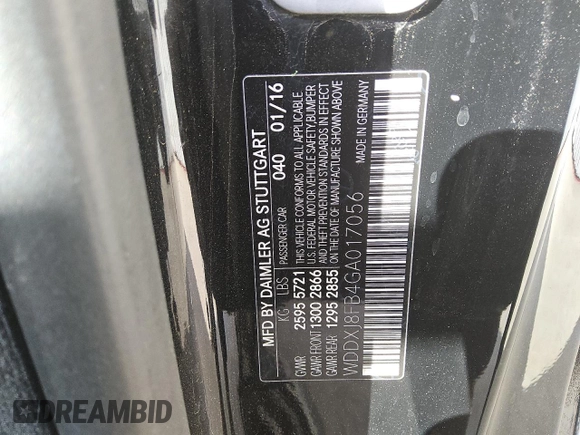 MFD BY DAIMLER AG STUTTGART
KG LBS PASSENGER CAR 040 01/16
GVWR 2595 5721 THIS VEHICLE CONFORMS TO ALL APPLICABLE
GAWR FRONT 1300 2866 U.S. FEDERAL MOTOR VEHICLE SAFETY,BUMPER
AND THEFT PREVENTION STANDARDS IN EFFECT
GAWR REAR 1295 2855 ON THE DATE OF MANUFACTURE SHOWN ABOVE
WDDXJ8FB4GA017056 MADE IN GERMANY
DREAMBID